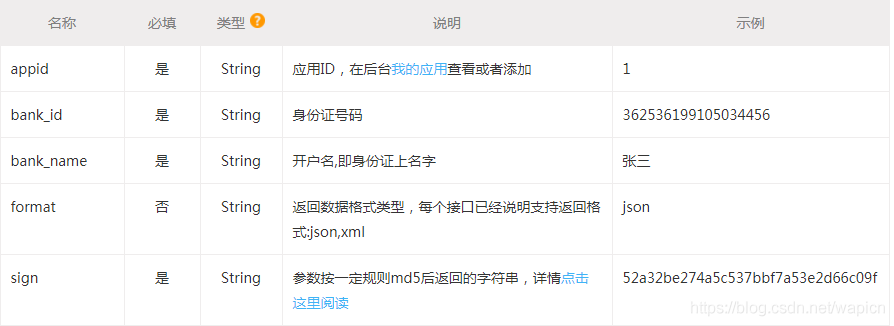 名称 必填 类型 ? 说明 示例
appid 是 String 应用ID，在后台我的应用查看或者添加 1
bank_id 是 String 身份证号码 362536199105034456
bank_name 是 String 开户名,即身份证上名字 张三
format 否 String 返回数据格式类型，每个接口已经说明支持返回格 json
式:json,xml
sign 是 String 参数按一定规则md5后返回的字符串，详情点击 52a32be274a5c537bbf7a53e2d66c09f
这里阅读
https://blog.csdn.net/wapicn